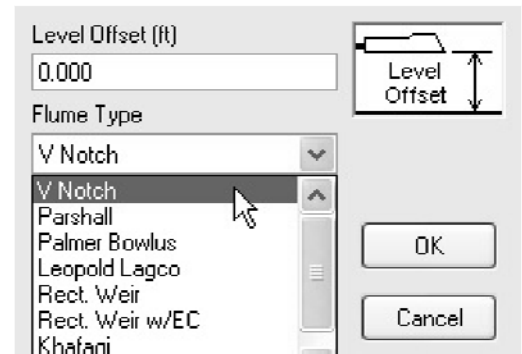 Level Offset (ft)
0.000
Level
Offset
Flume Type
V Notch
V Notch
Parshall
Palmer Bowlus
Leopold Lagco
Rect. Weir
Rect. Weir w/EC
Khafagi
OK
Cancel